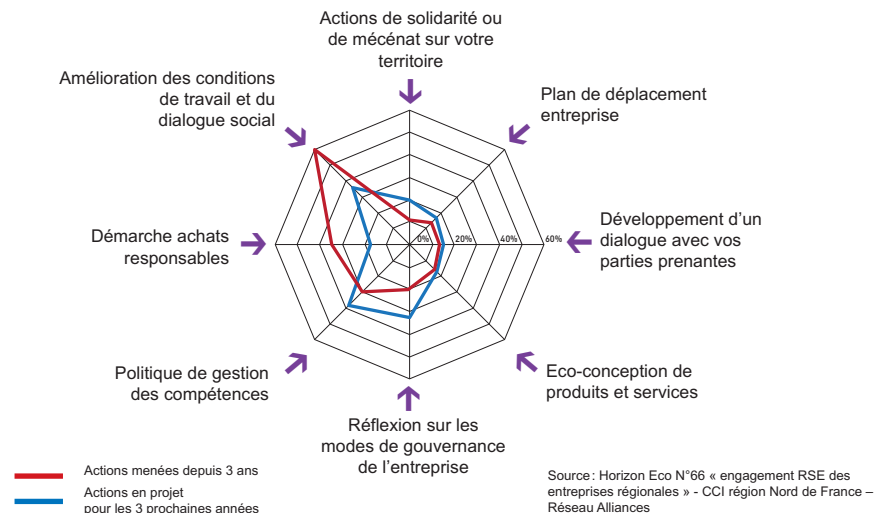 Actions de solidarité ou
de mécénat sur votre
territoire
Amélioration des conditions
de travail et du
dialogue social
Plan de déplacement
entreprise
Démarche achats
responsables
0%
20%
40%
60%
Développement d'un
dialogue avec vos
parties prenantes
Politique de gestion
des compétences
Eco-conception de
produits et services
Réflexion sur les
modes de gouvernance
de l'entreprise
Actions menées depuis 3 ans
Actions en projet
pour les 3 prochaines années
Source : Horizon Eco N°66 « engagement RSE des
entreprises régionales » - CCI région Nord de France –
Réseau Alliances